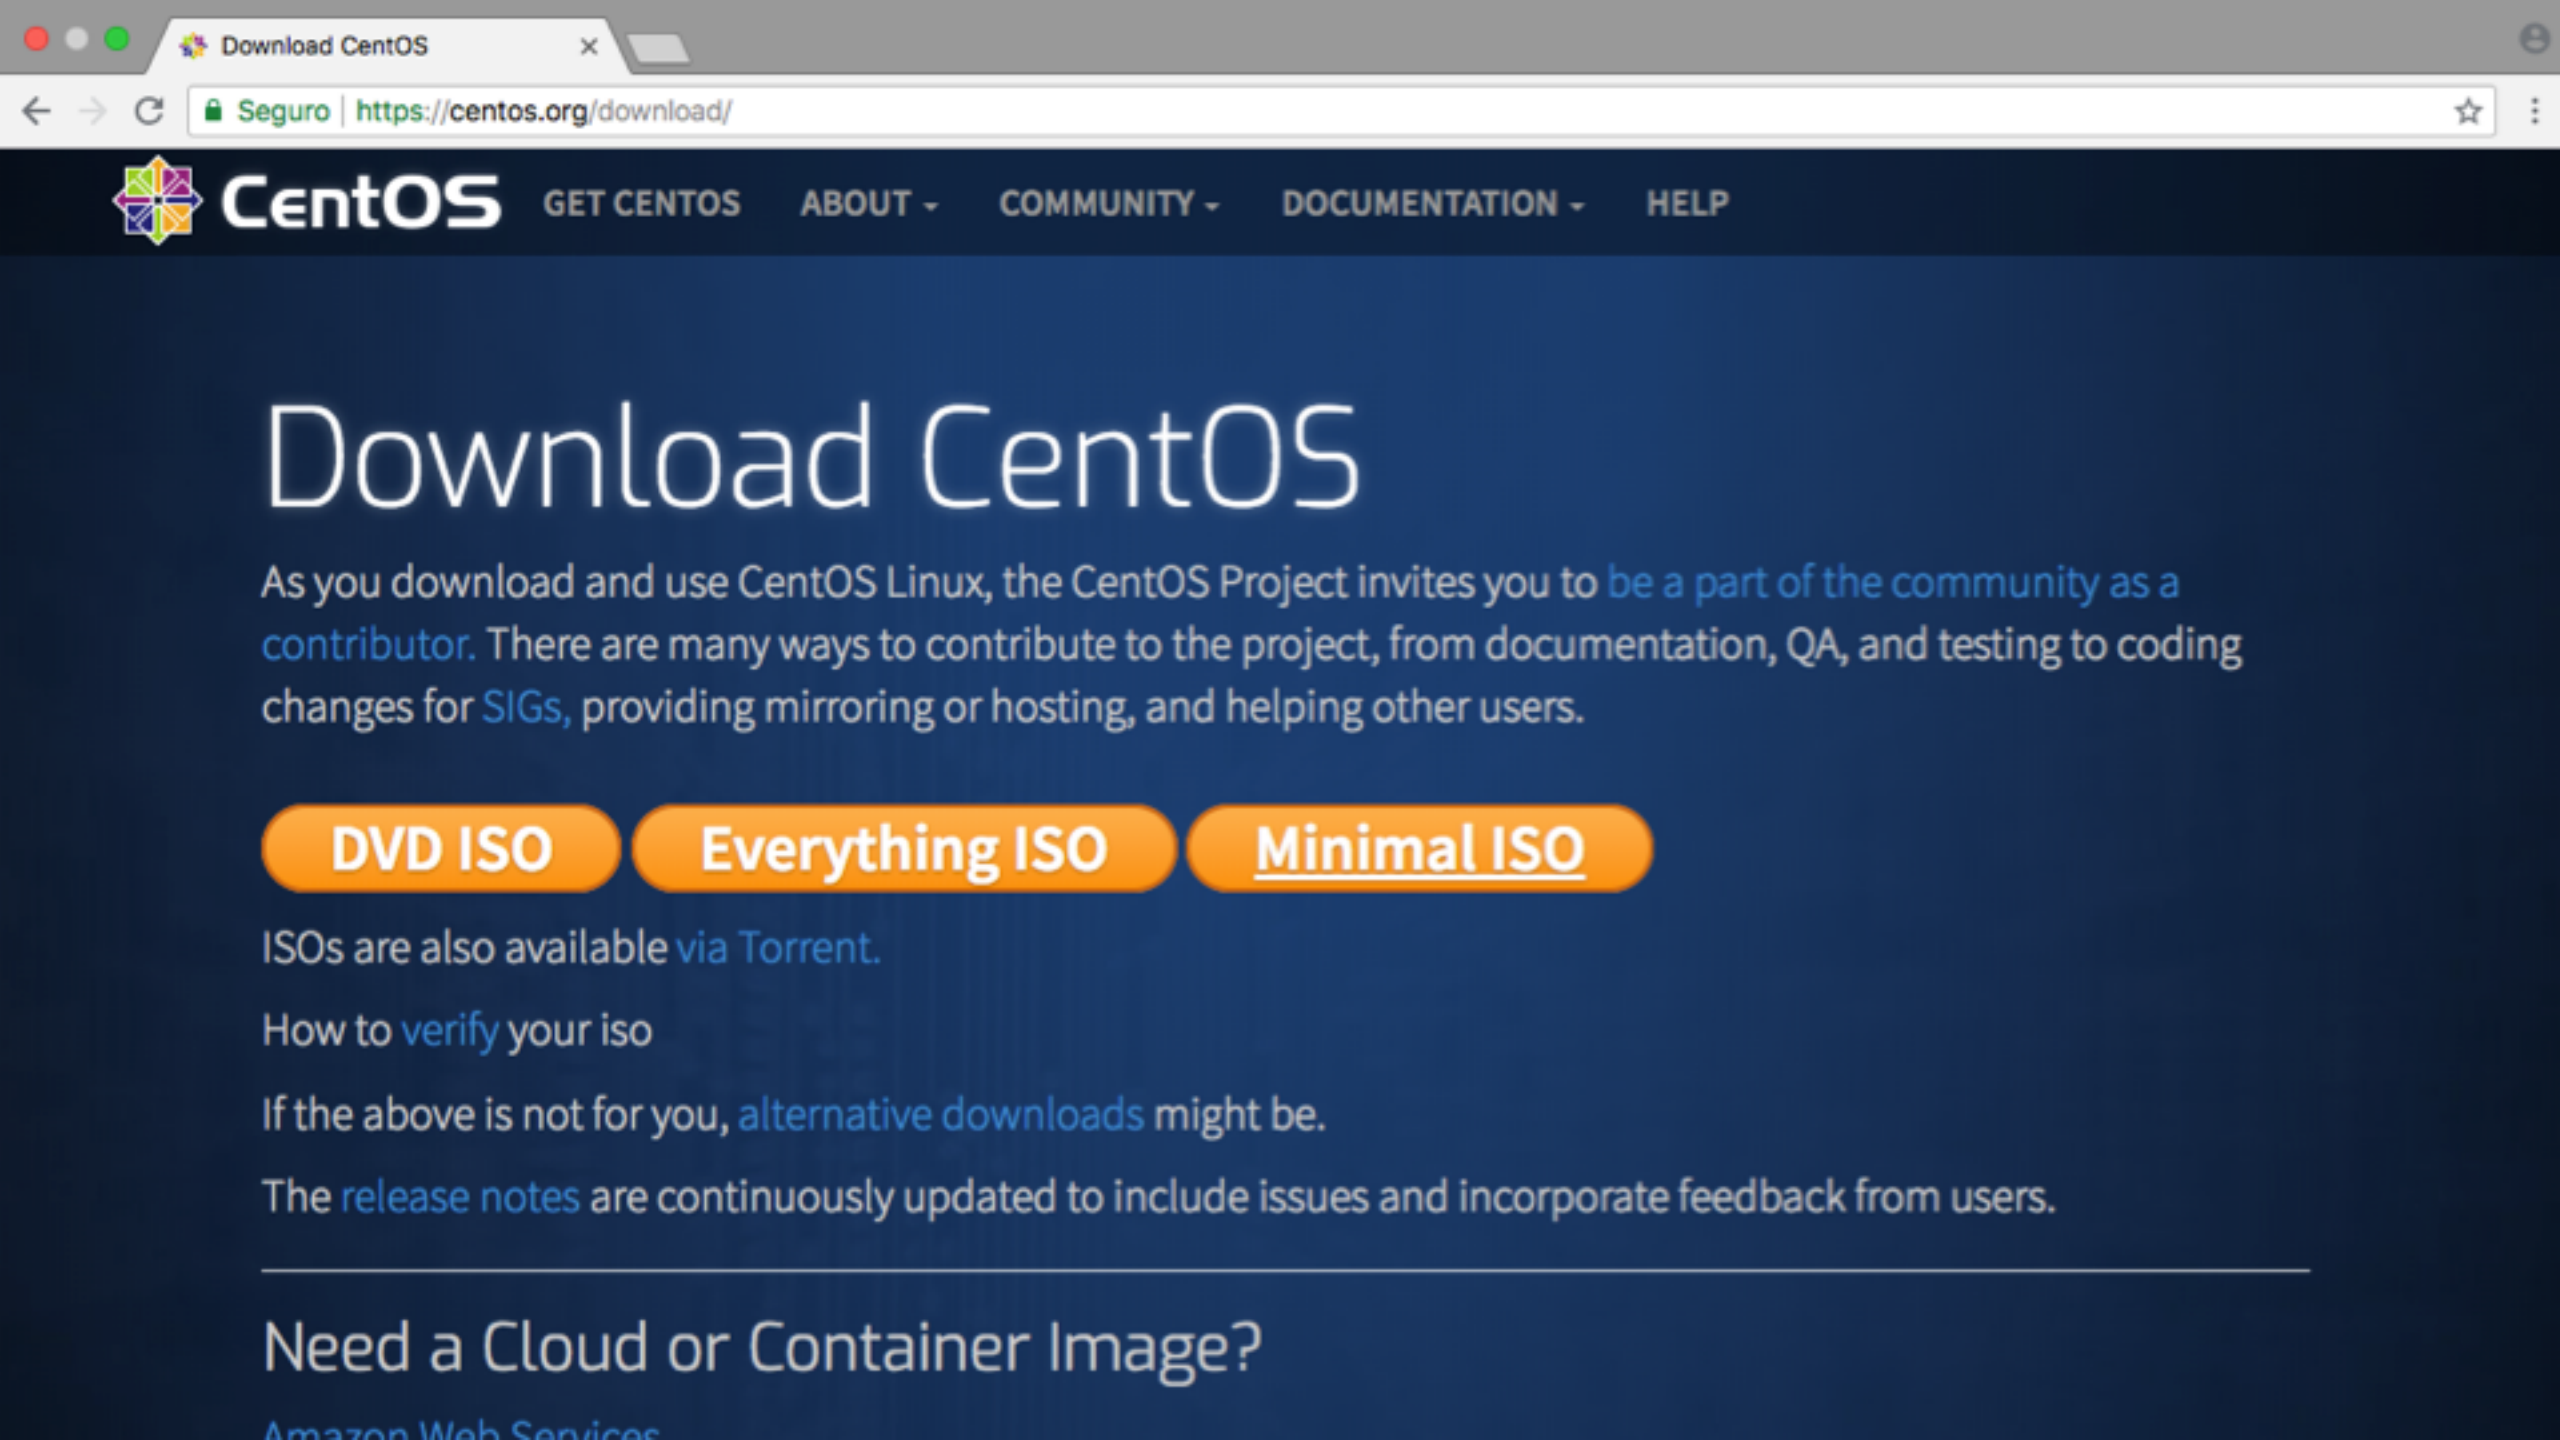 Download CentOS
Seguro https://centos.org/download/
CentOS GET CENTOS ABOUT COMMUNITY DOCUMENTATION HELP
Download CentOS
As you download and use CentOS Linux, the CentOS Project invites you to be a part of the community as a
contributor. There are many ways to contribute to the project, from documentation, QA, and testing to coding
changes for SIGs, providing mirroring or hosting, and helping other users.
DVD ISO Everything ISO Minimal ISO
ISOs are also available via Torrent.
How to verify your iso
If the above is not for you, alternative downloads might be.
The release notes are continuously updated to include issues and incorporate feedback from users.
Need a Cloud or Container Image?
Amazon Web Services